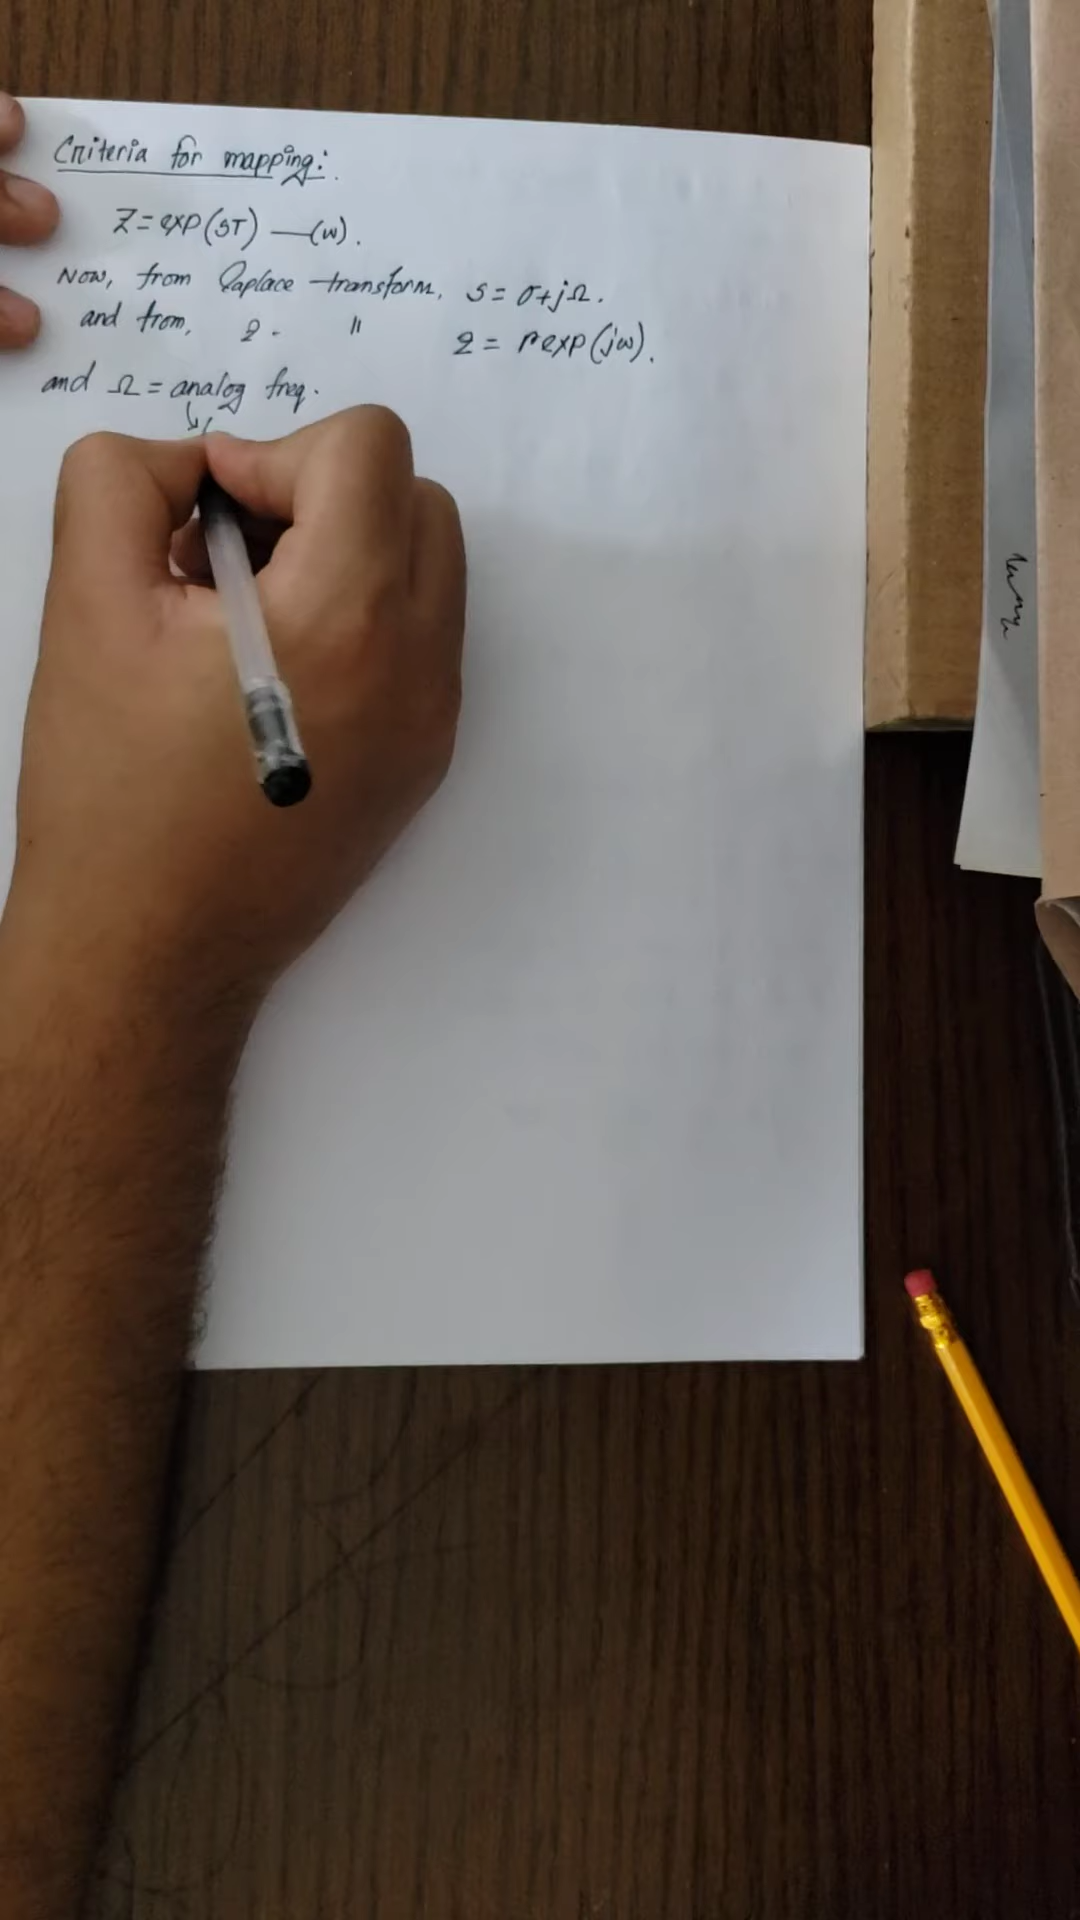 Criteria for mapping:
Z = exp(ST) —(w).
Now, from Laplace transform, s = σ+jΩ.
and from, z - " z = r exp(jω).
and Ω = analog freq.